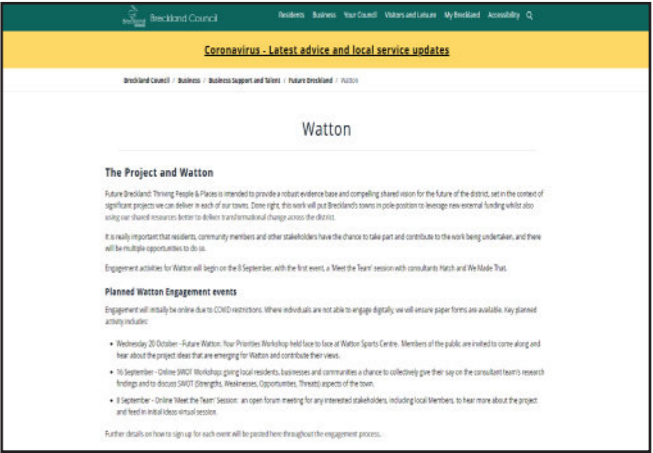 Breckland Council
Residents Business Your Council Visitors and Leisure My Breckland Accessibility
Coronavirus - Latest advice and local service updates
Breckland Council / Business / Business Support and Talent / Future Breckland / Watton
Watton
The Project and Watton
Future Breckland: Thriving People & Places is intended to provide a robust evidence base and compelling shared vision for the future of the district, set in the context of
significant projects we can deliver in each of our towns. Done right, this work will put Breckland's towns in pole position to leverage new external funding whilst also
using our shared resources better to deliver transformational change across the district.
It is really important that residents, community members and other stakeholders have the chance to take part and contribute to the work being undertaken, and there
will be multiple opportunities to do so.
Engagement activities for Watton will begin on the 8 September, with the first event, a 'Meet the Team' session with consultants Hatch and We Made That.
Planned Watton Engagement events
Engagement will initially be online due to COVID restrictions. Where individuals are not able to engage digitally, we will ensure paper forms are available. Key planned
activity includes:
• Wednesday 20 October - Future Watton: Your Priorities Workshop held face to face at Watton Sports Centre. Members of the public are invited to come along and
hear about the project ideas that are emerging for Watton and contribute their views.
• 16 September - Online SWOT Workshop: giving local residents, businesses and communities a chance to collectively give their say on the consultant team's research
findings and to discuss SWOT (Strengths, Weaknesses, Opportunities, Threats) aspects of the town.
• 8 September - Online 'Meet the Team' Session: an open forum meeting for any interested stakeholders, including local Members, to hear more about the project
and feed in initial ideas virtual session.
Further details on how to sign up for each event will be posted here throughout the engagement process.